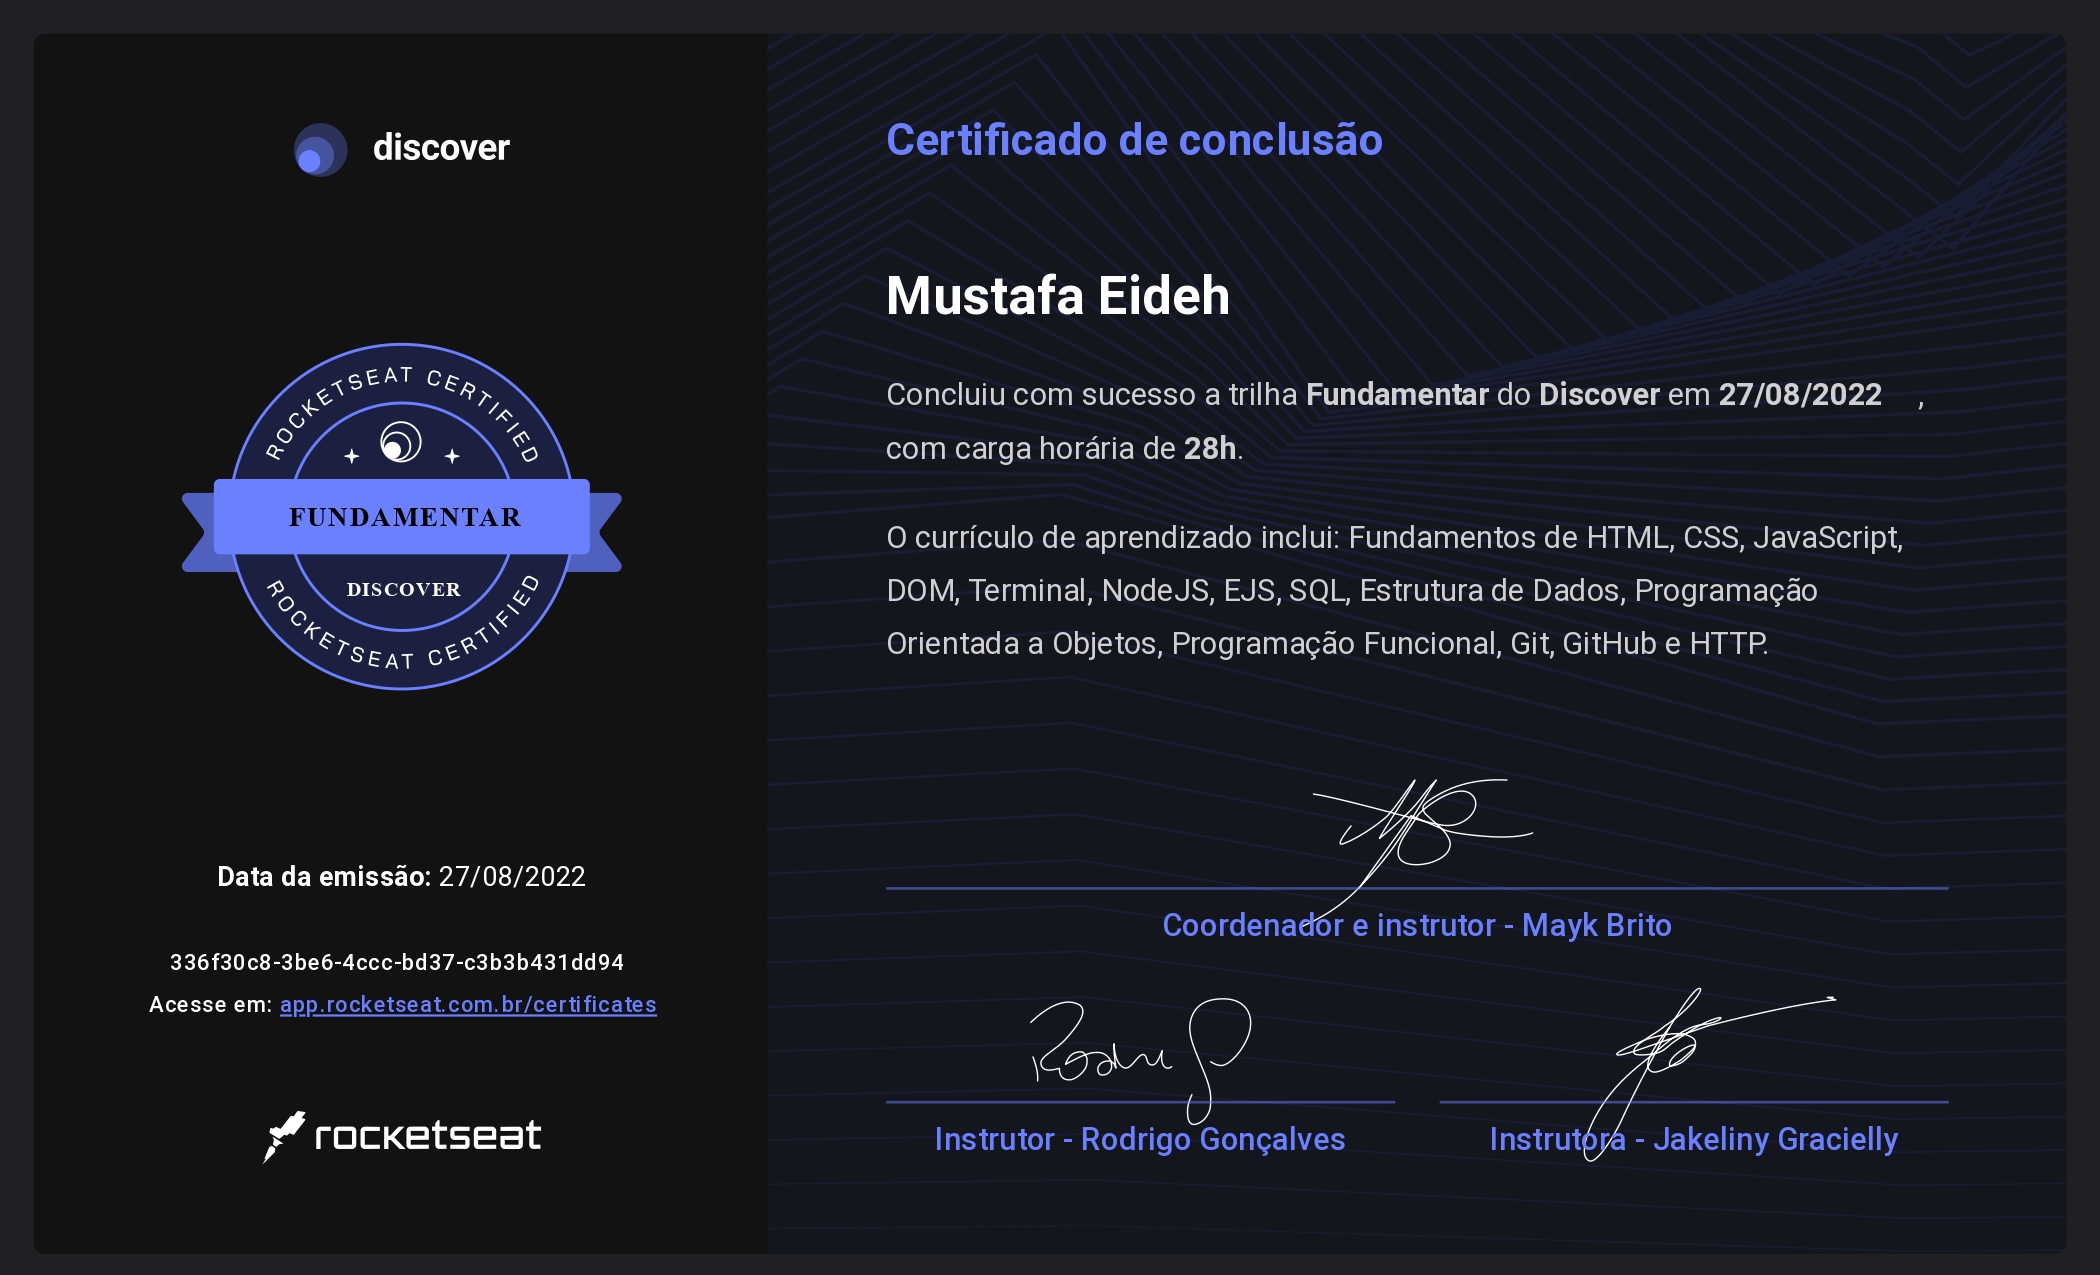 discover
ROCKETSEAT CERTIFIED
FUNDAMENTAR
DISCOVER
ROCKETSEAT CERTIFIED
Data da emissão: 27/08/2022
336f30c8-3be6-4ccc-bd37-c3b3b431dd94
Acesse em: app.rocketseat.com.br/certificates
rocketseat
Certificado de conclusão
Mustafa Eideh
Concluiu com sucesso a trilha Fundamentar do Discover em 27/08/2022 ,
com carga horária de 28h.
O currículo de aprendizado inclui: Fundamentos de HTML, CSS, JavaScript,
DOM, Terminal, NodeJS, EJS, SQL, Estrutura de Dados, Programação
Orientada a Objetos, Programação Funcional, Git, GitHub e HTTP.
Coordenador e instrutor - Mayk Brito
Instrutor - Rodrigo Gonçalves
Instrutora - Jakeliny Gracielly